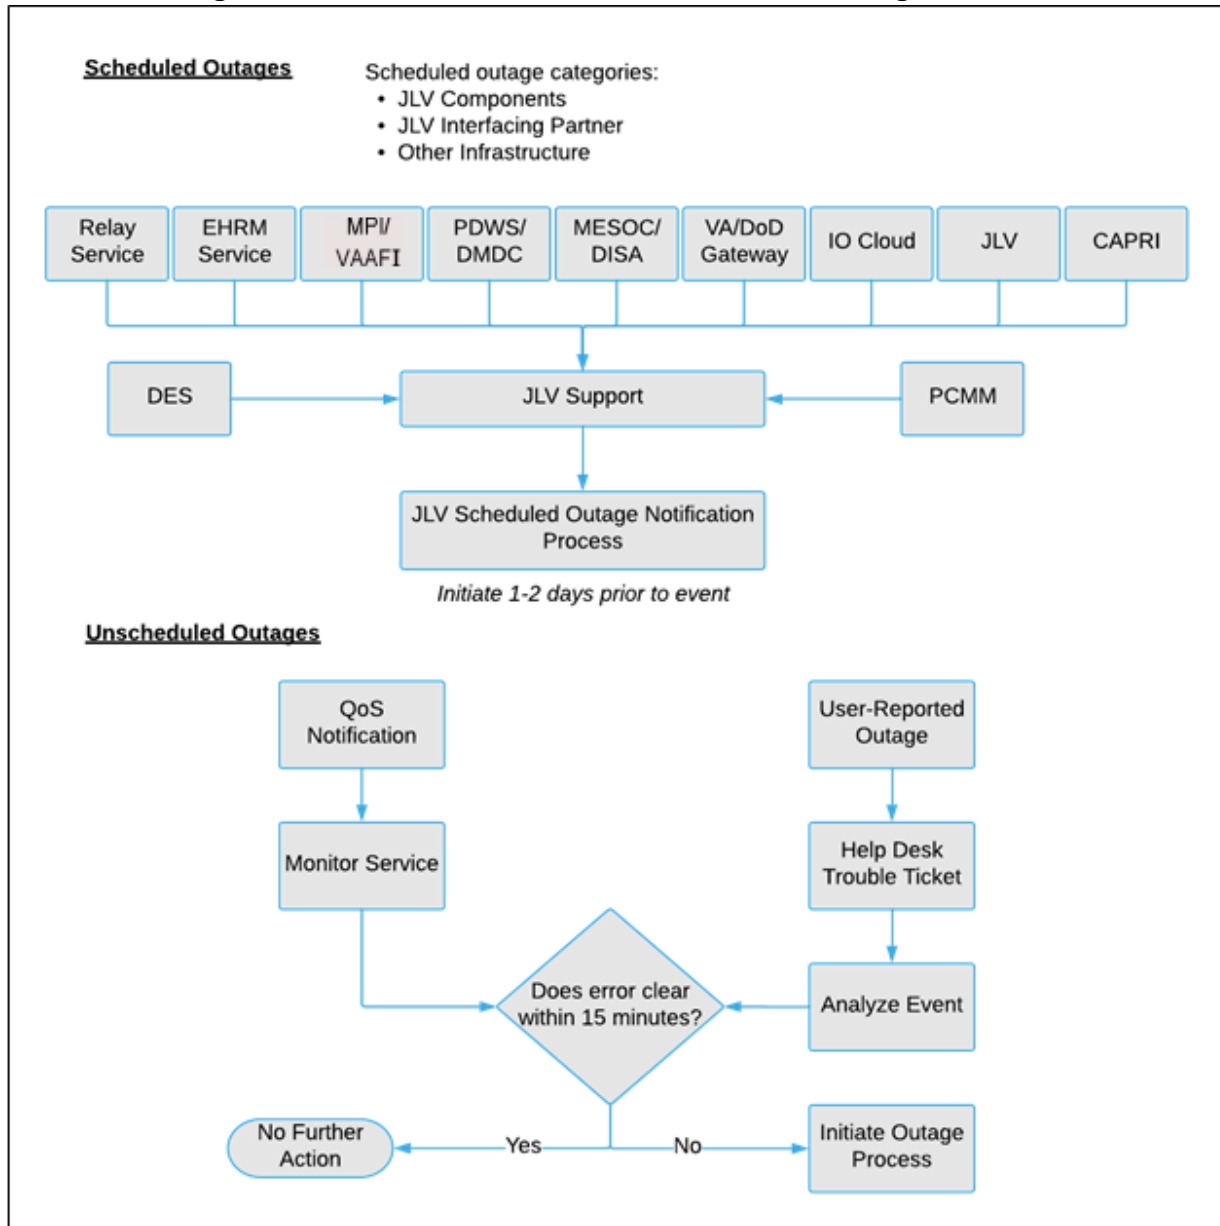 Scheduled Outages
Scheduled outage categories:
• JLV Components
• JLV Interfacing Partner
• Other Infrastructure
Relay
Service
EHRM
Service
MPI/
VAAFI
PDWS/
DMDC
MESOC/
DISA
VA/DoD
Gateway
IO Cloud
JLV
CAPRI
DES
JLV Support
PCMM
JLV Scheduled Outage Notification
Process
Initiate 1-2 days prior to event
Unscheduled Outages
QoS
Notification
User-Reported
Outage
Monitor Service
Help Desk
Trouble Ticket
Does error clear
within 15 minutes?
Analyze Event
No Further
Action
Yes
No
Initiate Outage
Process